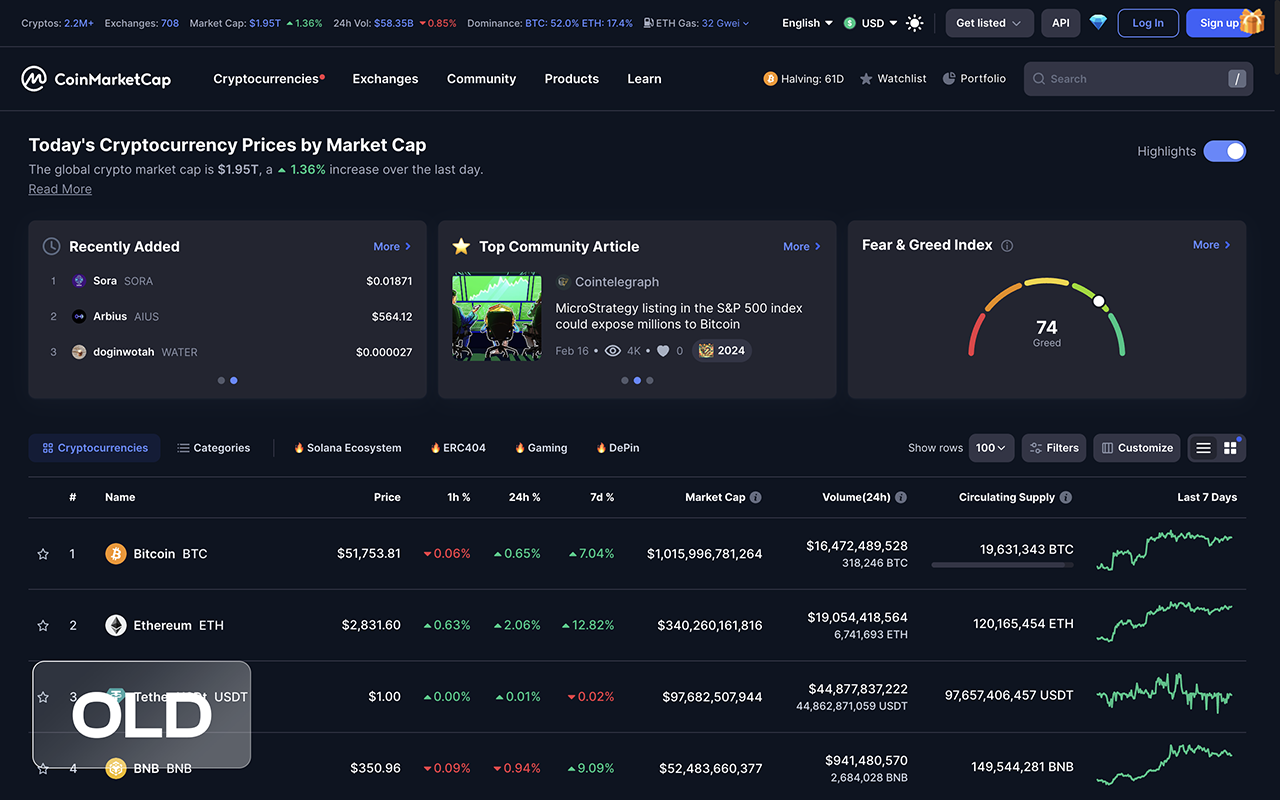 Cryptos: 2.2M+ Exchanges: 708 Market Cap: $1.95T 1.36% 24h Vol: $58.35B 0.85% Dominance: BTC: 52.0% ETH: 17.4% ETH Gas: 32 Gwei English $ USD Get listed API Log In Sign up
CoinMarketCap Cryptocurrencies Exchanges Community Products Learn Halving: 61D Watchlist Portfolio Search /
Today's Cryptocurrency Prices by Market Cap
The global crypto market cap is $1.95T, a 1.36% increase over the last day.
Read More
Highlights
Recently Added More
1 Sora SORA $0.01871
2 Arbius AIUS $564.12
3 doginwotah WATER $0.000027
Top Community Article More
Cointelegraph
MicroStrategy listing in the S&P 500 index
could expose millions to Bitcoin
Feb 16 • 4K • 0 2024
Fear & Greed Index More
74
Greed
Cryptocurrencies Categories Solana Ecosystem ERC404 Gaming DePin Show rows 100 Filters Customize
# Name Price 1h % 24h % 7d % Market Cap Volume(24h) Circulating Supply Last 7 Days
1 Bitcoin BTC $51,753.81 0.06% 0.65% 7.04% $1,015,996,781,264 $16,472,489,528 19,631,343 BTC
318,246 BTC
2 Ethereum ETH $2,831.60 0.63% 2.06% 12.82% $340,260,161,816 $19,054,418,564 120,165,454 ETH
6,741,693 ETH
3 Tether USDt USDT $1.00 0.00% 0.01% 0.02% $97,682,507,944 $44,877,837,222 97,657,406,457 USDT
44,862,871,059 USDT
OLD
4 BNB BNB $350.96 0.09% 0.94% 9.09% $52,483,660,377 $941,480,570 149,544,281 BNB
2,684,028 BNB